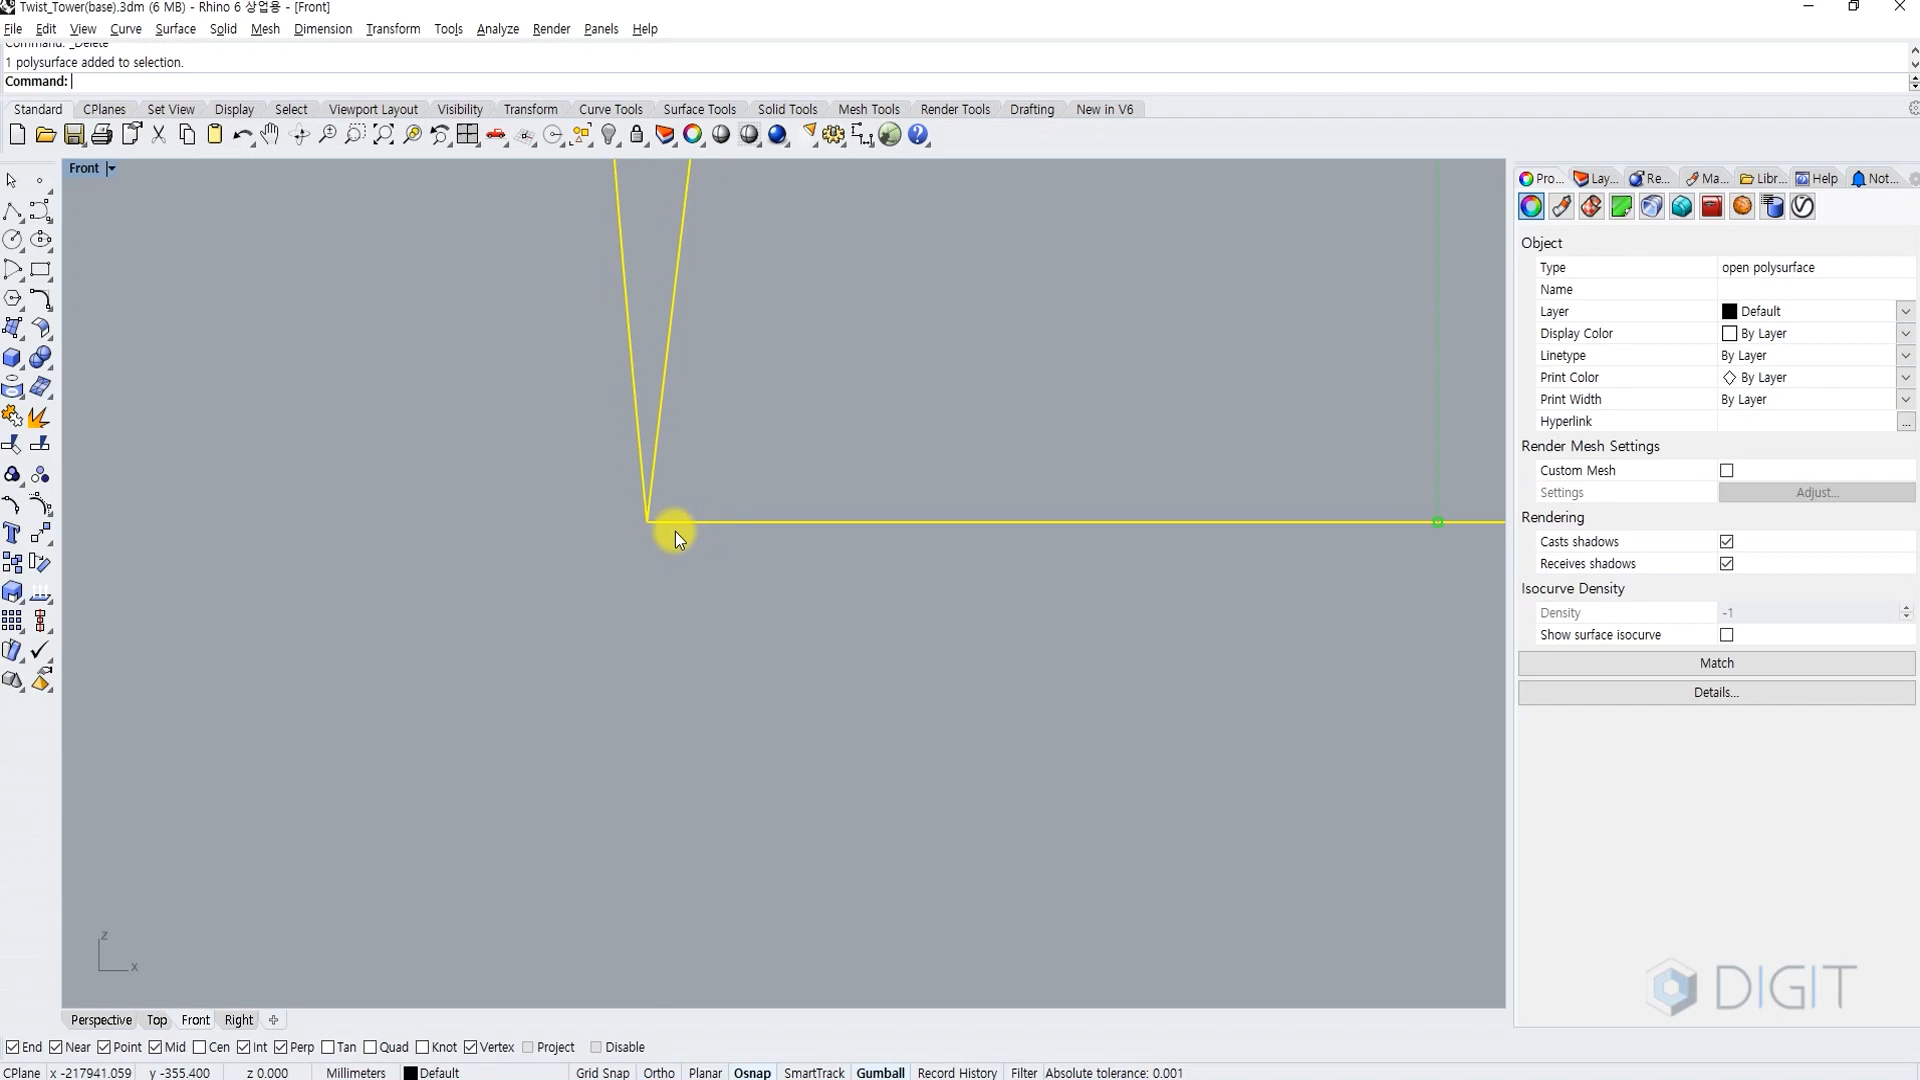 Twist_Tower(base).3dm (6 MB) - Rhino 6 상업용 - [Front]
File Edit View Curve Surface Solid Mesh Dimension Transform Tools Analyze Render Panels Help
Command: _Delete
1 polysurface added to selection.
Command:
Standard CPlanes Set View Display Select Viewport Layout Visibility Transform Curve Tools Surface Tools Solid Tools Mesh Tools Render Tools Drafting New in V6
Front
Pro... Lay... Re... Ma... Libr... Help Not...
Object
Type open polysurface
Name
Layer Default
Display Color By Layer
Linetype By Layer
Print Color By Layer
Print Width By Layer
Hyperlink ...
Render Mesh Settings
Custom Mesh
Settings Adjust...
Rendering
Casts shadows
Receives shadows
Isocurve Density
Density -1
Show surface isocurve
Match
Details...
z
x
DIGIT
Perspective Top Front Right
End Near Point Mid Cen Int Perp Tan Quad Knot Vertex Project Disable
CPlane x -217941.059 y -355.400 z 0.000 Millimeters Default Grid Snap Ortho Planar Osnap SmartTrack Gumball Record History Filter Absolute tolerance: 0.001